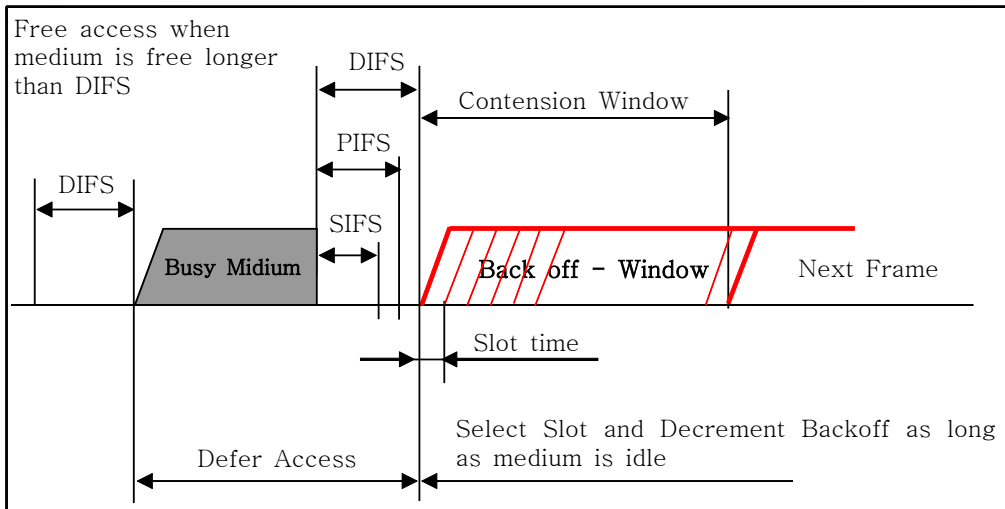 Free access when
medium is free longer
than DIFS
DIFS
Contension Window
PIFS
DIFS
SIFS
Busy Midium
Back off - Window
Next Frame
Slot time
Select Slot and Decrement Backoff as long
as medium is idle
Defer Access